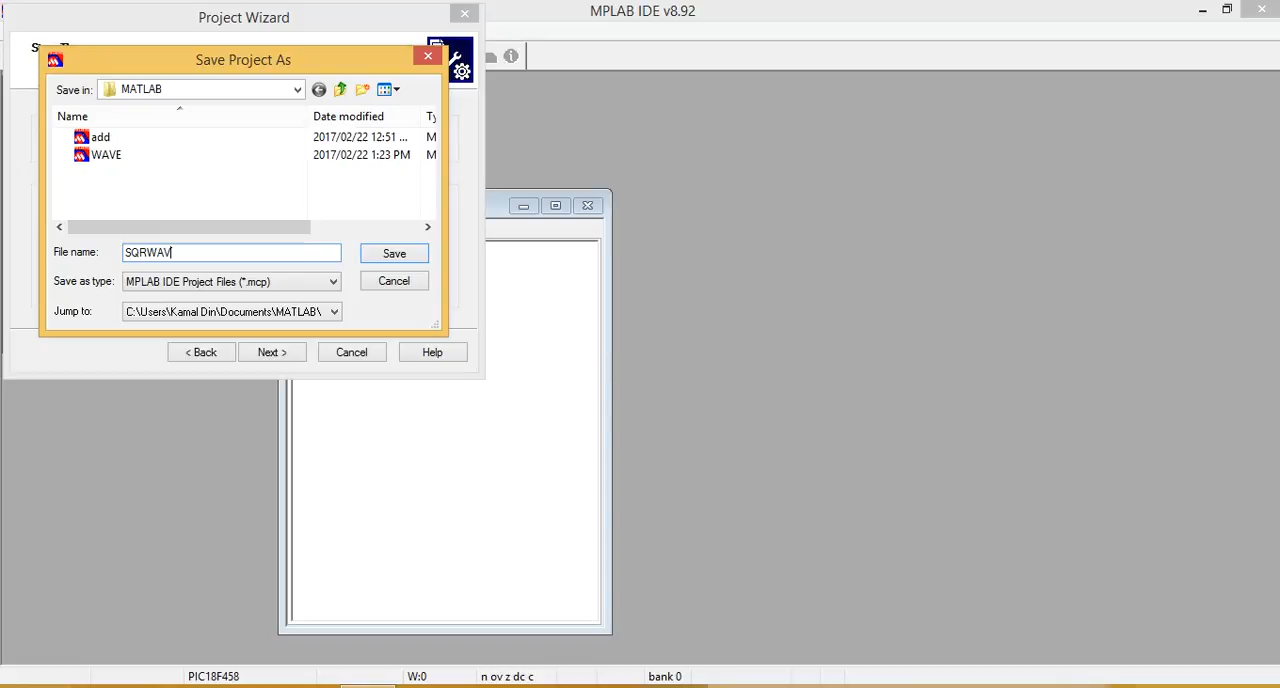 Project Wizard
MPLAB IDE v8.92
Save Project As
Save in: MATLAB
Name Date modified Ty
add 2017/02/22 12:51 ... M
WAVE 2017/02/22 1:23 PM M
File name: SQRWAV Save
Save as type: MPLAB IDE Project Files (*.mcp) Cancel
Jump to: C:\Users\Kamal Din\Documents\MATLAB\
< Back Next > Cancel Help
PIC18F458 W:0 n ov z dc c bank 0